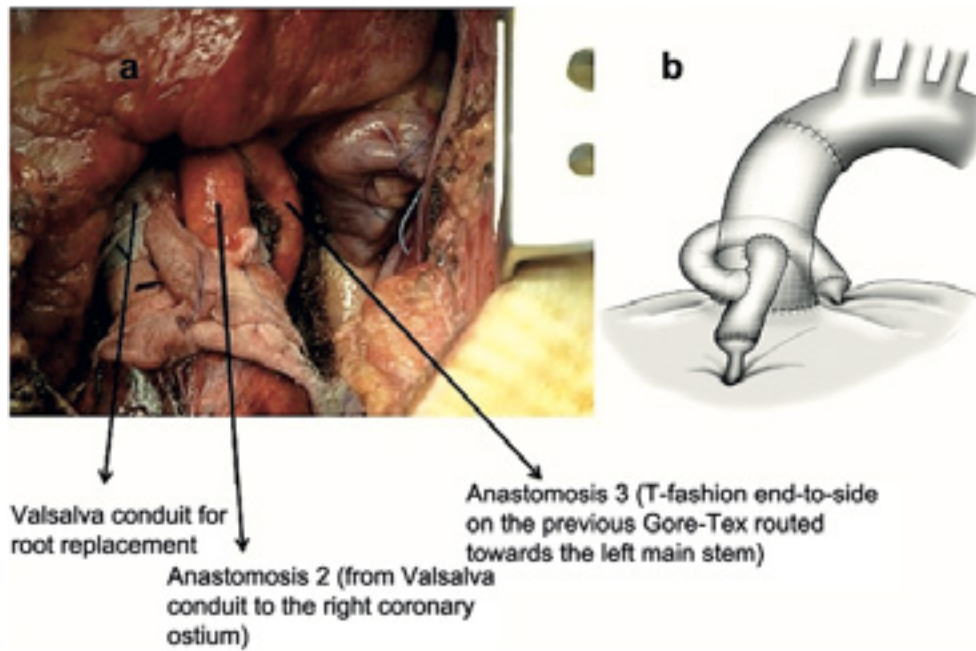 a
b
Valsalva conduit for
root replacement
Anastomosis 2 (from Valsalva
conduit to the right coronary
ostium)
Anastomosis 3 (T-fashion end-to-side
on the previous Gore-Tex routed
towards the left main stem)